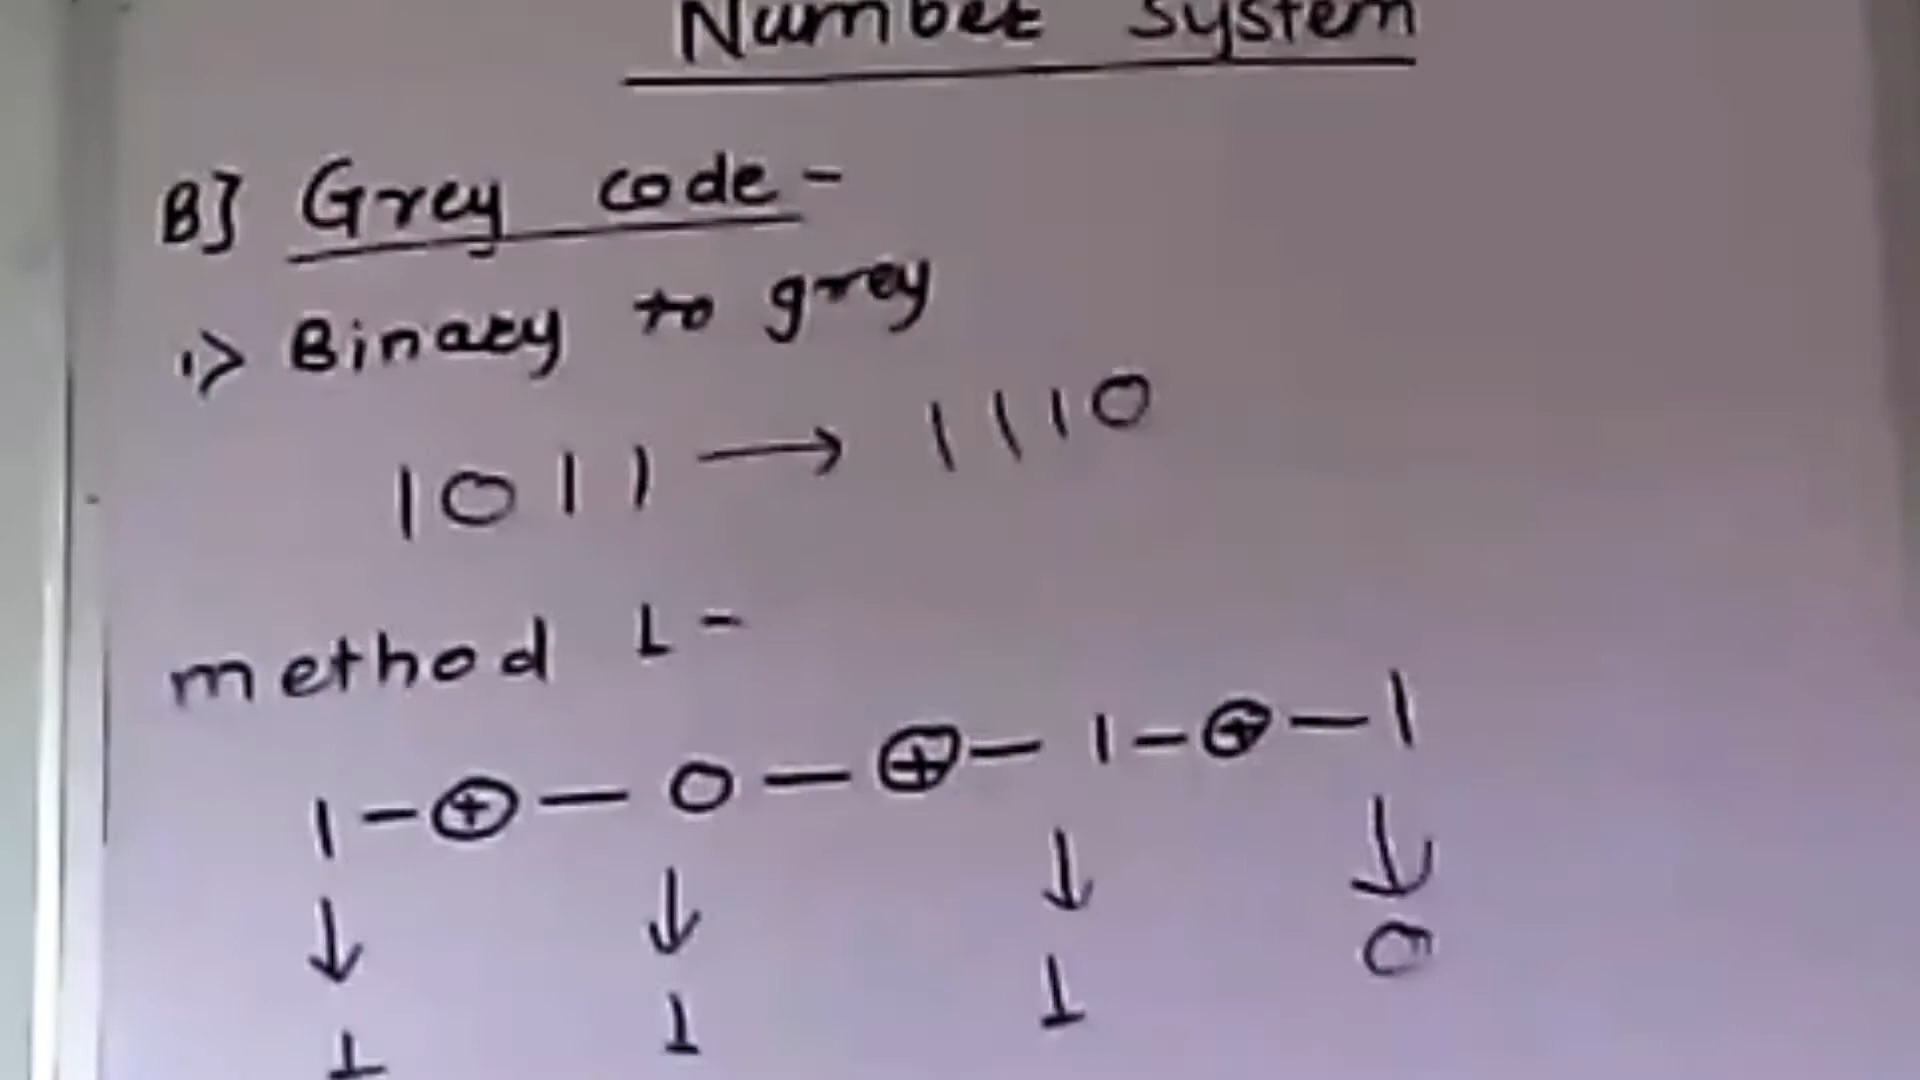 Number System
B] Grey code -
1> Binary to grey
1011 → 1110
method 1 -
1 - ⊕ - 0 - ⊕ - 1 - ⊕ - 1
↓ ↓ ↓ ↓
1 1 1 0